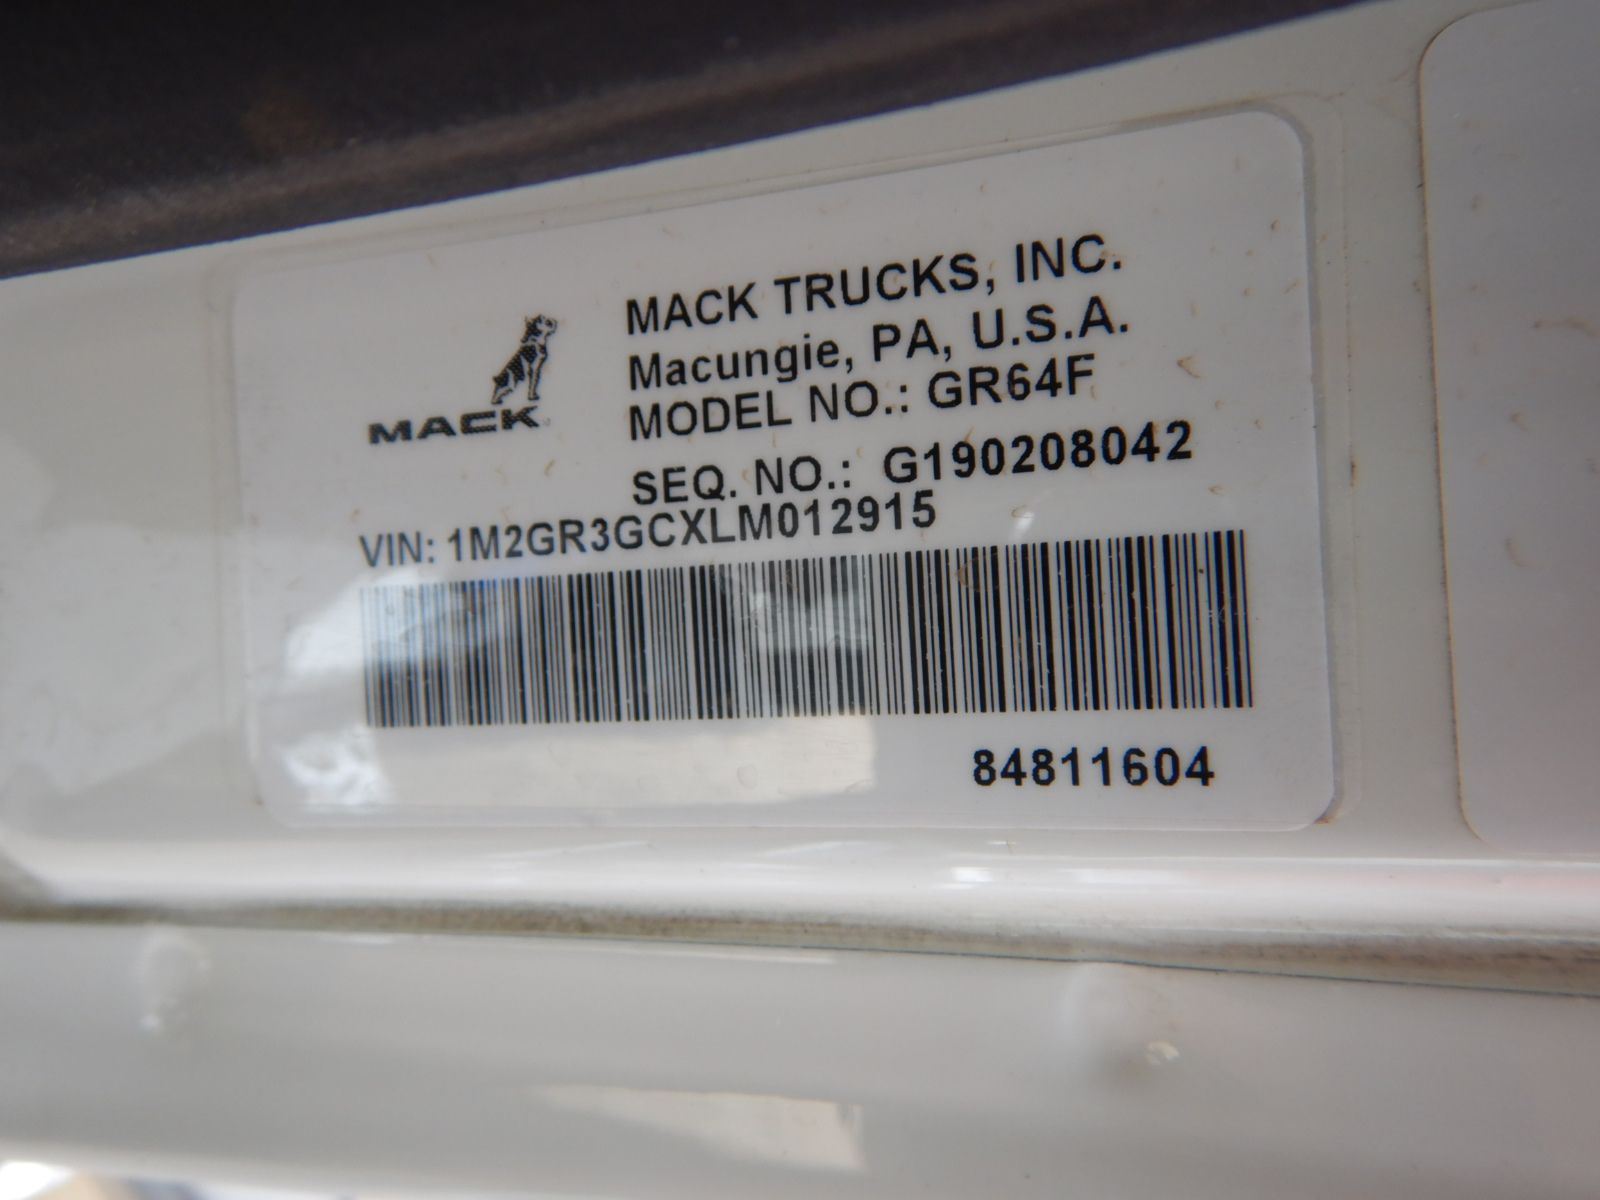 MACK
MACK TRUCKS, INC.
Macungie, PA, U.S.A.
MODEL NO.: GR64F
SEQ. NO.: G190208042
VIN: 1M2GR3GCXLM012915
84811604